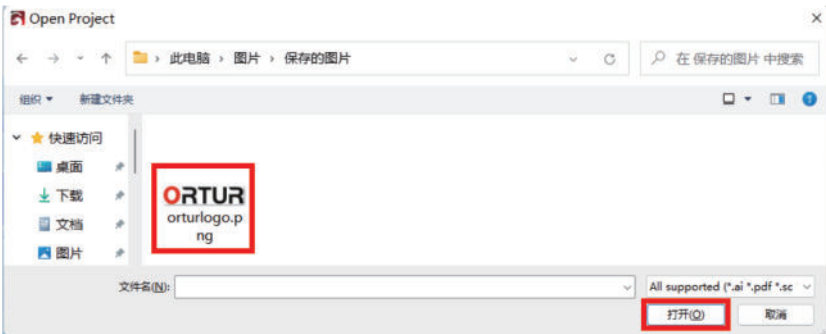 Open Project
此电脑 › 图片 › 保存的图片
在 保存的图片 中搜索
组织
新建文件夹
快速访问
桌面
下载
文档
图片
ORTUR
orturlogo.p
ng
文件名(N):
All supported (*.ai *.pdf *.sc
打开(O)
取消